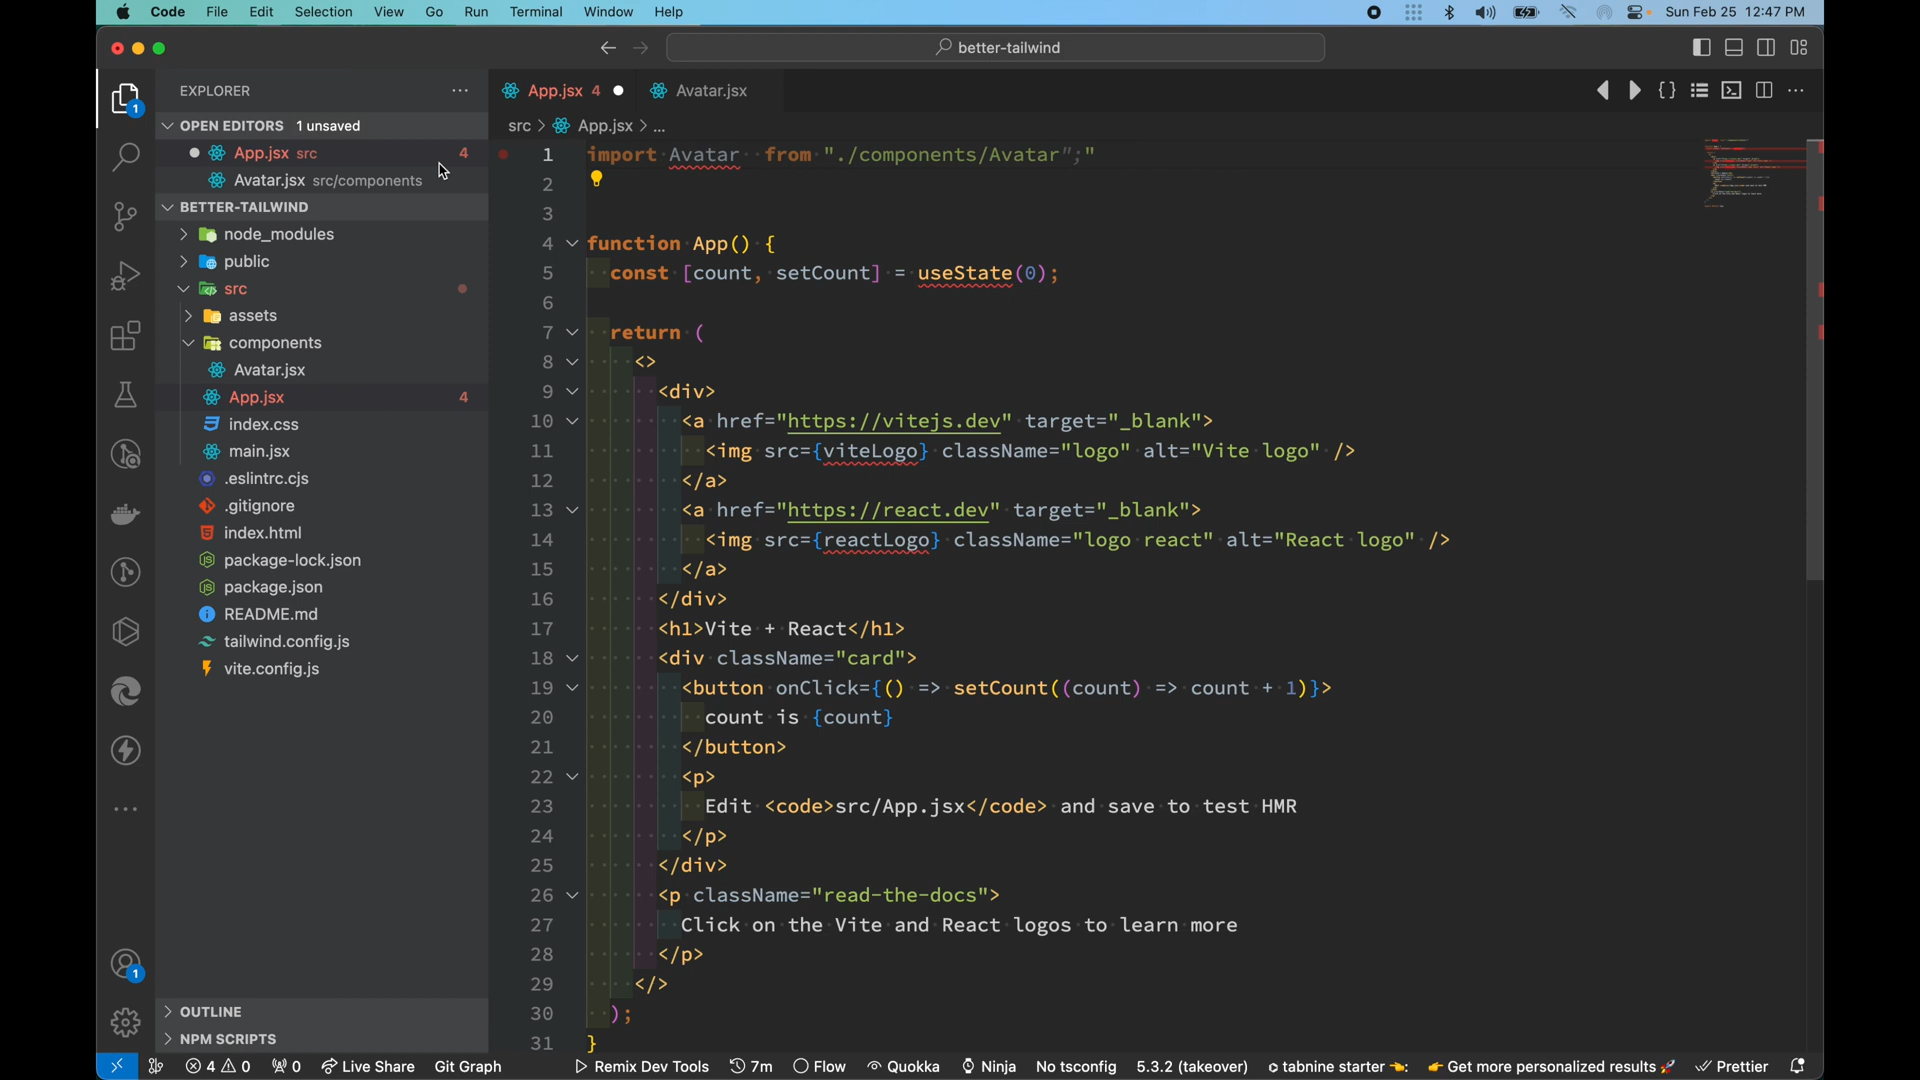 Code File Edit Selection View Go Run Terminal Window Help Sun Feb 25 12:47 PM
better-tailwind
EXPLORER
OPEN EDITORS 1 unsaved
App.jsx src 4
Avatar.jsx src/components
BETTER-TAILWIND
node_modules
public
src
assets
components
Avatar.jsx
App.jsx 4
index.css
main.jsx
.eslintrc.cjs
.gitignore
index.html
package-lock.json
package.json
README.md
tailwind.config.js
vite.config.js
OUTLINE
NPM SCRIPTS
1
1
App.jsx 4 Avatar.jsx
src > App.jsx > ...
1 import Avatar from "./components/Avatar";"
2
3
4 function App() {
5 const [count, setCount] = useState(0);
6
7 return (
8 <>
9 <div>
10 <a href="https://vitejs.dev" target="_blank">
11 <img src={viteLogo} className="logo" alt="Vite logo" />
12 </a>
13 <a href="https://react.dev" target="_blank">
14 <img src={reactLogo} className="logo react" alt="React logo" />
15 </a>
16 </div>
17 <h1>Vite + React</h1>
18 <div className="card">
19 <button onClick={() => setCount((count) => count + 1)}>
20 count is {count}
21 </button>
22 <p>
23 Edit <code>src/App.jsx</code> and save to test HMR
24 </p>
25 </div>
26 <p className="read-the-docs">
27 Click on the Vite and React logos to learn more
28 </p>
29 </>
30 );
31 }
4 0 0 Live Share Git Graph Remix Dev Tools 7m Flow Quokka Ninja No tsconfig 5.3.2 (takeover) tabnine starter Get more personalized results Prettier